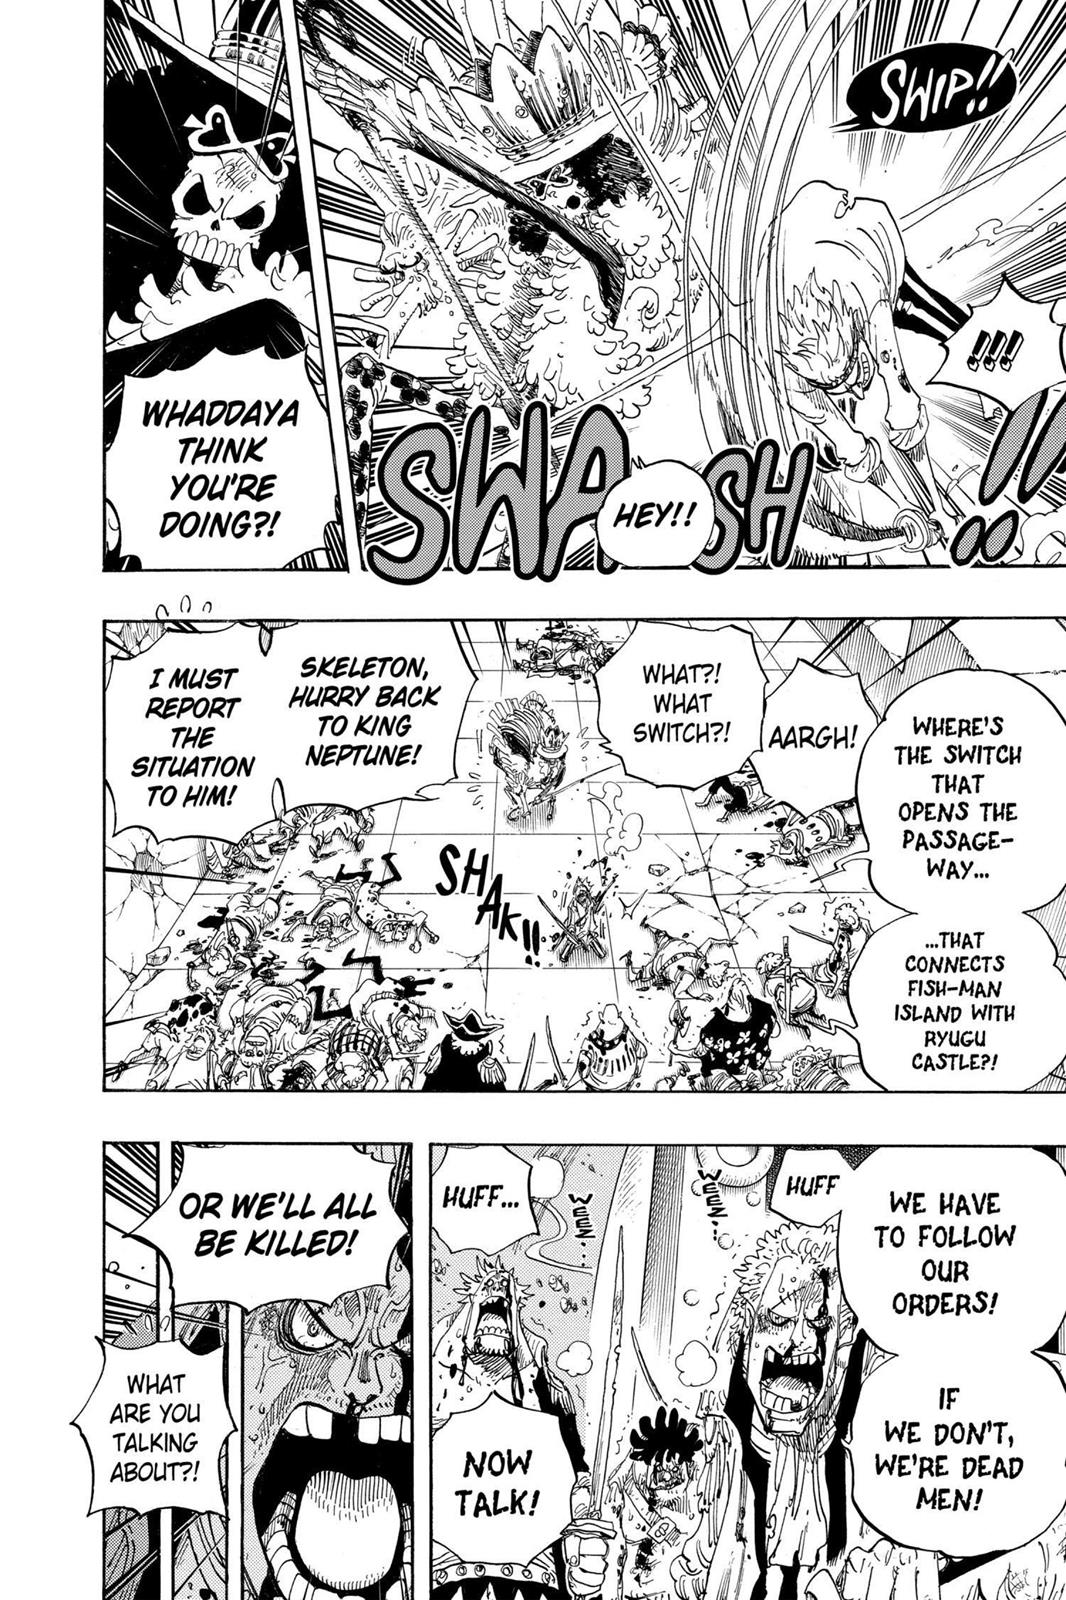 SWIP!!
!!!
!!
SWASH
HEY!!
WHADDAYA
THINK
YOU'RE
DOING?!
WHERE'S
THE SWITCH
THAT
OPENS THE
PASSAGE-
WAY...
...THAT
CONNECTS
FISH-MAN
ISLAND WITH
RYUGU
CASTLE?!
AARGH!
WHAT?!
WHAT
SWITCH?!
SHAK!!
SKELETON,
HURRY BACK
TO KING
NEPTUNE!
I MUST
REPORT
THE
SITUATION
TO HIM!
WE HAVE
TO FOLLOW
OUR
ORDERS!
IF
WE DON'T,
WE'RE DEAD
MEN!
HUFF
WEEZ...
WEEZ...
HUFF...
NOW
TALK!
OR WE'LL ALL
BE KILLED!
WHAT
ARE YOU
TALKING
ABOUT?!